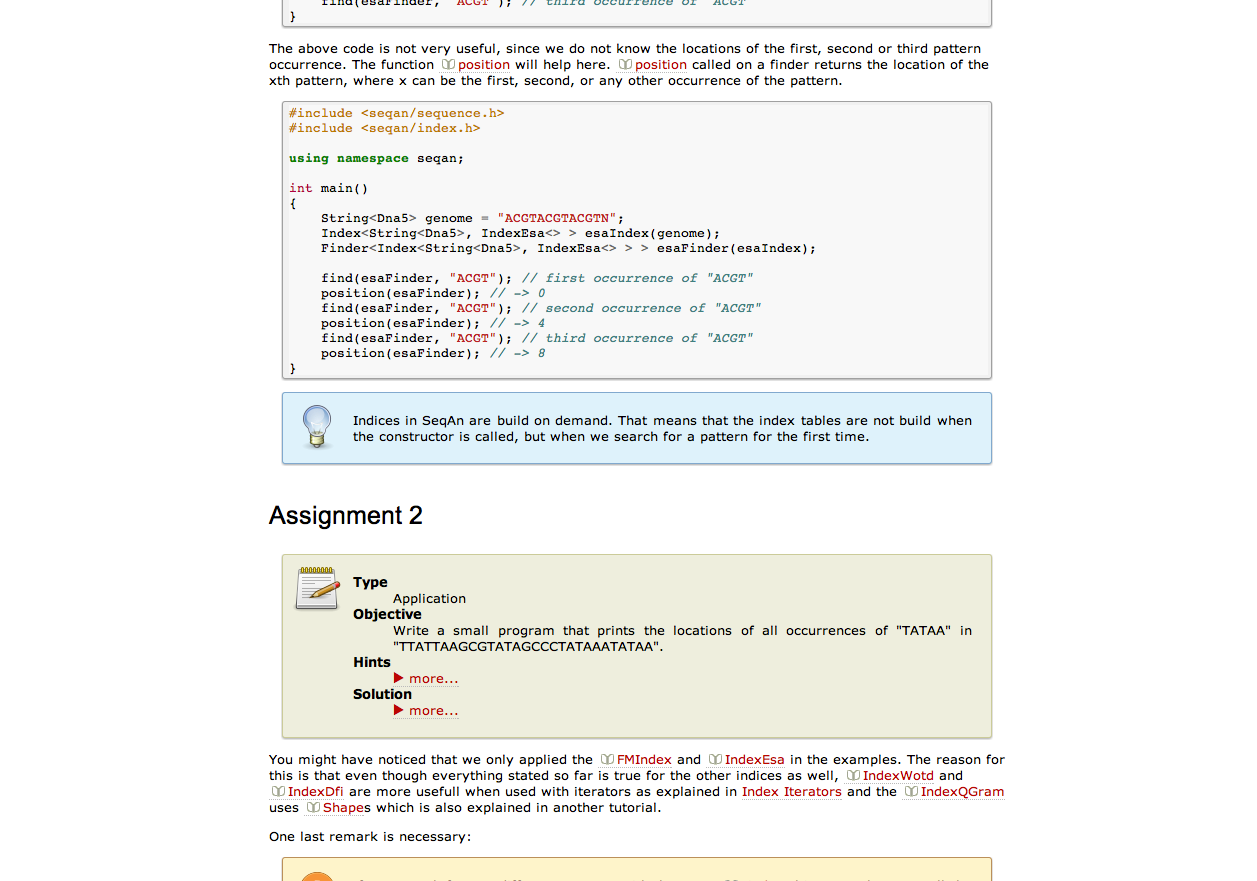 find(esaFinder, "ACGT"); // third occurrence of "ACGT"
}
The above code is not very useful, since we do not know the locations of the first, second or third pattern
occurrence. The function position will help here. position called on a finder returns the location of the
xth pattern, where x can be the first, second, or any other occurrence of the pattern.
#include <seqan/sequence.h>
#include <seqan/index.h>
using namespace seqan;
int main()
{
String<Dna5> genome = "ACGTACGTACGTN";
Index<String<Dna5>, IndexEsa<> > esaIndex(genome);
Finder<Index<String<Dna5>, IndexEsa<> > > esaFinder(esaIndex);
find(esaFinder, "ACGT"); // first occurrence of "ACGT"
position(esaFinder); // -> 0
find(esaFinder, "ACGT"); // second occurrence of "ACGT"
position(esaFinder); // -> 4
find(esaFinder, "ACGT"); // third occurrence of "ACGT"
position(esaFinder); // -> 8
}
Indices in SeqAn are build on demand. That means that the index tables are not build when
the constructor is called, but when we search for a pattern for the first time.
Assignment 2
Type
Application
Objective
Write a small program that prints the locations of all occurrences of "TATAA" in
"TTATTAAGCGTATAGCCCTATAAATATAA".
Hints
more...
Solution
more...
You might have noticed that we only applied the FMIndex and IndexEsa in the examples. The reason for
this is that even though everything stated so far is true for the other indices as well, IndexWotd and
IndexDfi are more usefull when used with iterators as explained in Index Iterators and the IndexQGram
uses Shapes which is also explained in another tutorial.
One last remark is necessary: